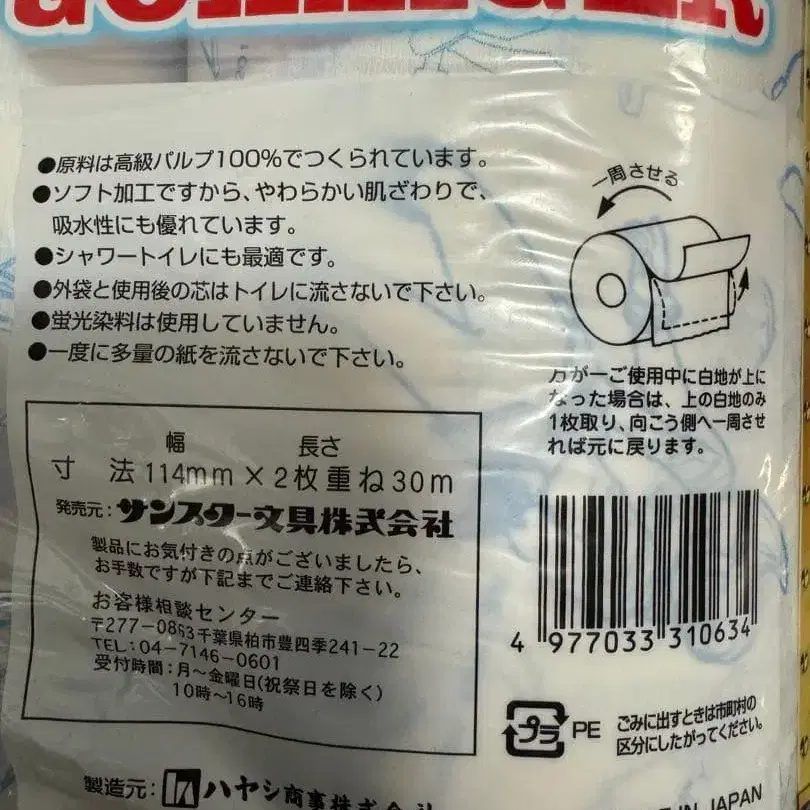 ●原料は高級パルプ100%でつくられています。
●ソフト加工ですから、やわらかい肌ざわりで、
吸水性にも優れています。
●シャワートイレにも最適です。
●外袋と使用後の芯はトイレに流さないで下さい。
●蛍光染料は使用していません。
●一度に多量の紙を流さないで下さい。
一周させる
万が一ご使用中に白地が上に
なった場合は、上の白地のみ
1枚取り、向こう側へ一周させ
れば元に戻ります。
幅 長さ
寸法 114mm×2枚重ね30m
発売元:サンスター文具株式会社
製品にお気付きの点がございましたら、
お手数ですが下記までご連絡下さい。
お客様相談センター
〒277-0863千葉県柏市豊四季241-22
TEL:04-7146-0601
受付時間:月～金曜日(祝祭日を除く)
10時～16時
4 977033 310634
プラ PE
ごみに出すときは市町村の
区分にしたがってください。
製造元: ハヤシ商事株式会社
IN JAPAN